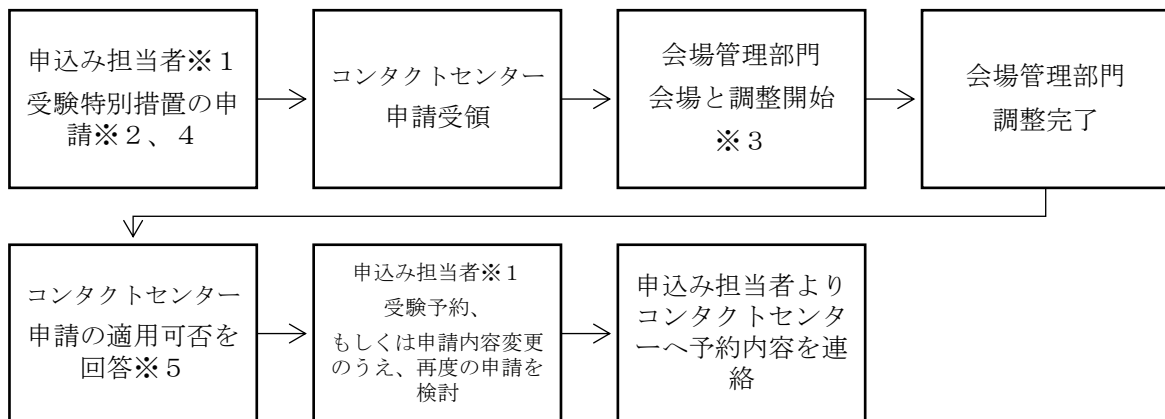 申込み担当者※１
受験特別措置の申
請※２、４
コンタクトセンター
申請受領
会場管理部門
会場と調整開始
※３
会場管理部門
調整完了
コンタクトセンター
申請の適用可否を
回答※５
申込み担当者※１
受験予約、
もしくは申請内容変更
のうえ、再度の申請を
検討
申込み担当者より
コンタクトセンタ
ーへ予約内容を連
絡